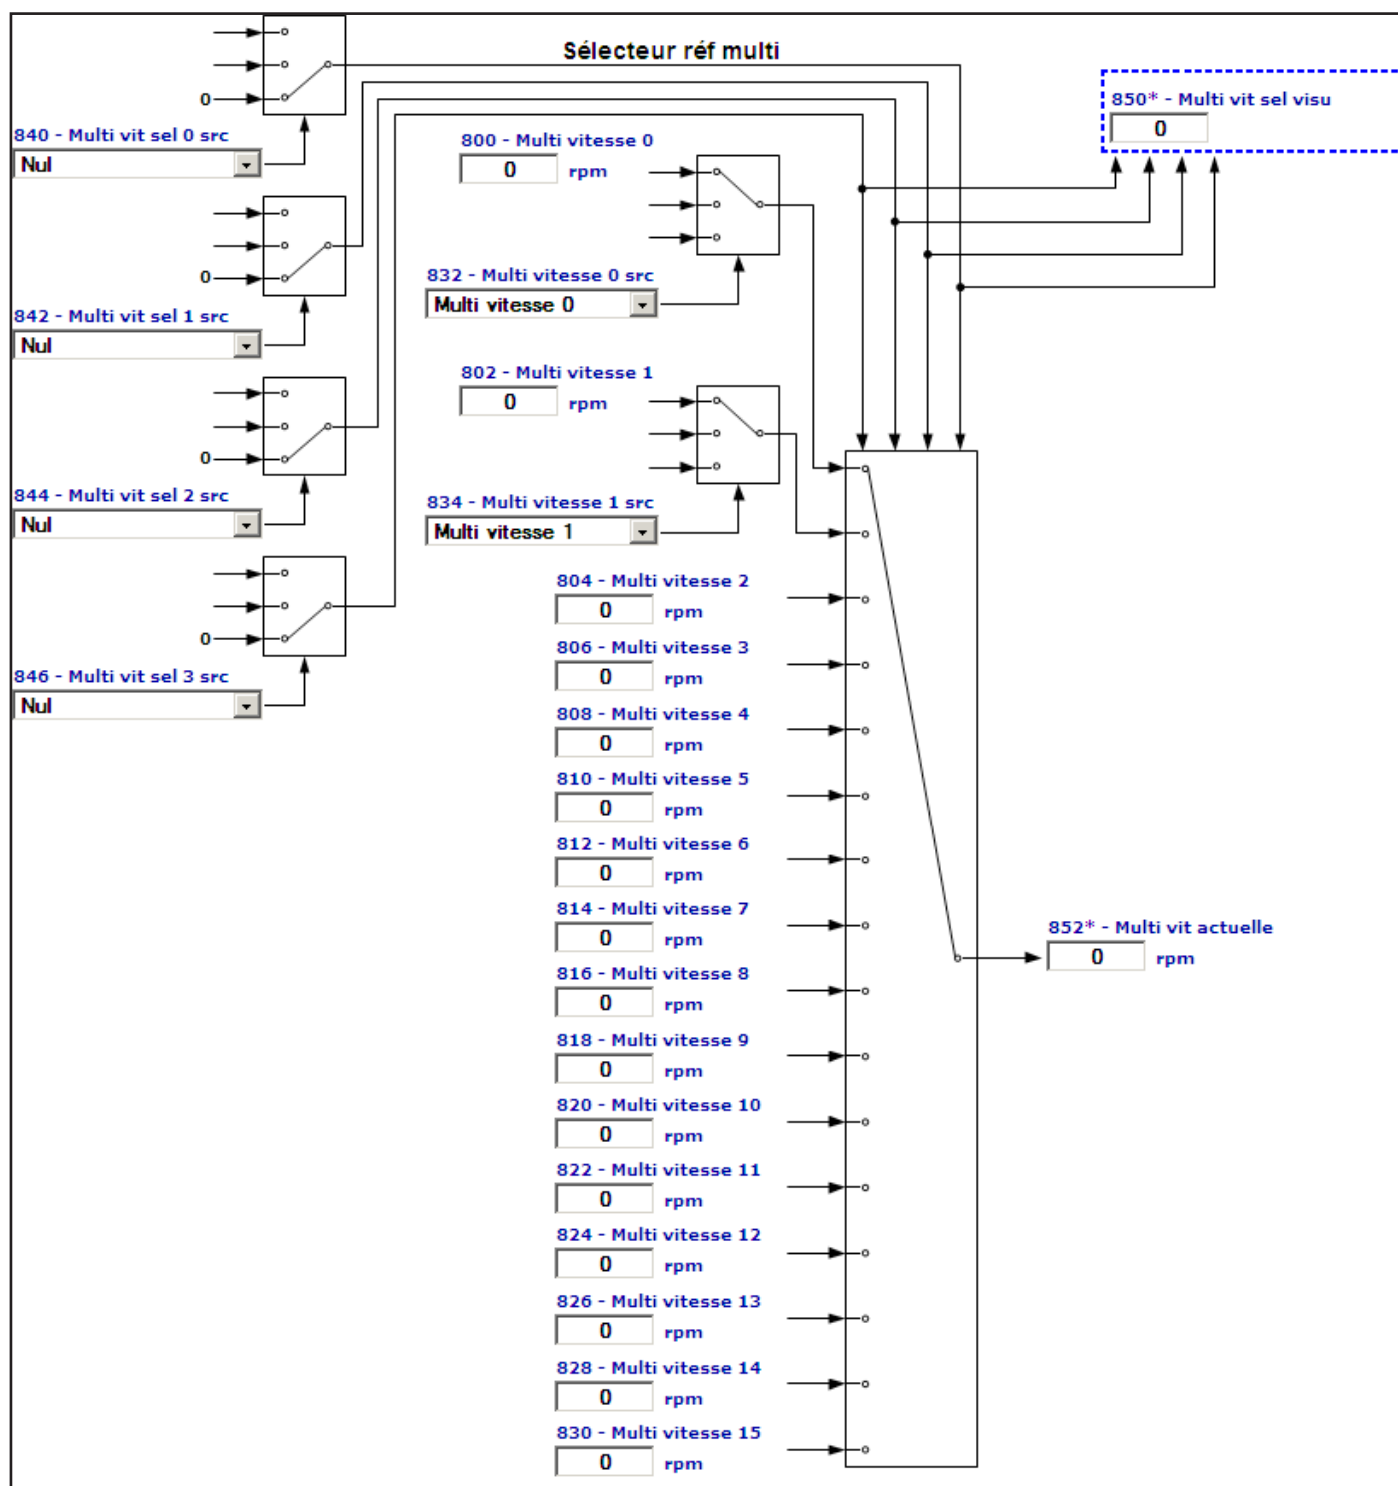 Sélecteur réf multi
0
840 - Multi vit sel 0 src
Nul
0
842 - Multi vit sel 1 src
Nul
0
844 - Multi vit sel 2 src
Nul
0
846 - Multi vit sel 3 src
Nul
800 - Multi vitesse 0
0 rpm
832 - Multi vitesse 0 src
Multi vitesse 0
802 - Multi vitesse 1
0 rpm
834 - Multi vitesse 1 src
Multi vitesse 1
804 - Multi vitesse 2
0 rpm
806 - Multi vitesse 3
0 rpm
808 - Multi vitesse 4
0 rpm
810 - Multi vitesse 5
0 rpm
812 - Multi vitesse 6
0 rpm
814 - Multi vitesse 7
0 rpm
816 - Multi vitesse 8
0 rpm
818 - Multi vitesse 9
0 rpm
820 - Multi vitesse 10
0 rpm
822 - Multi vitesse 11
0 rpm
824 - Multi vitesse 12
0 rpm
826 - Multi vitesse 13
0 rpm
828 - Multi vitesse 14
0 rpm
830 - Multi vitesse 15
0 rpm
850* - Multi vit sel visu
0
852* - Multi vit actuelle
0 rpm